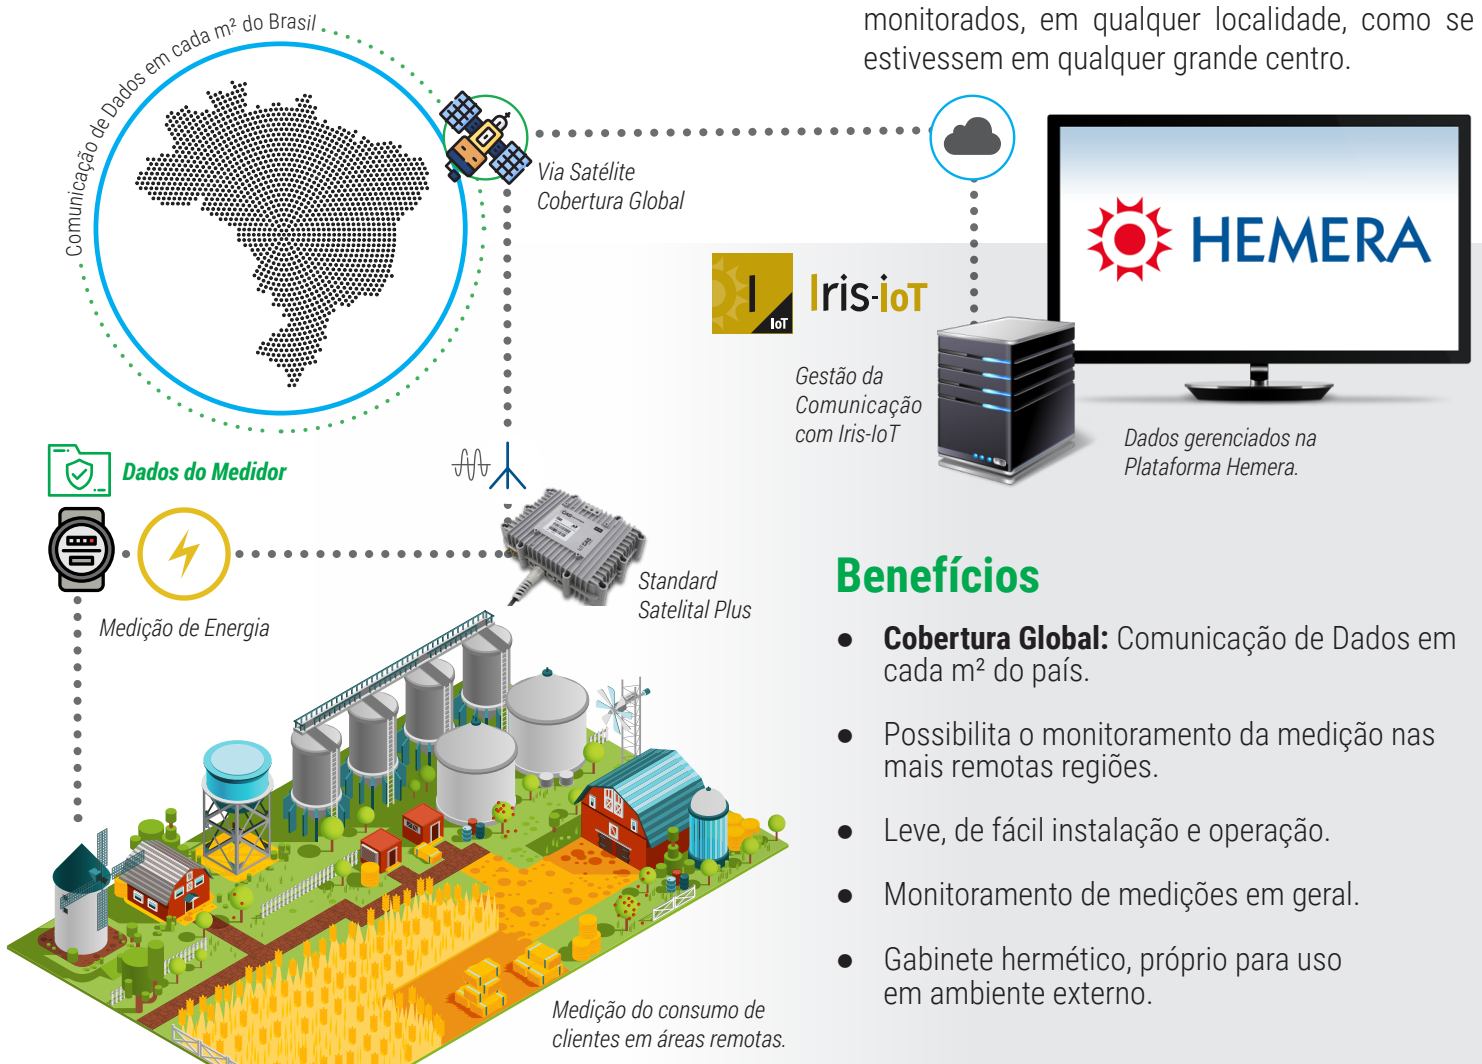 monitorados, em qualquer localidade, como se
estivessem em qualquer grande centro.
Comunicação de Dados em cada m² do Brasil
Via Satélite
Cobertura Global
HEMERA
I
IoT
Iris-IoT
Gestão da
Comunicação
com Iris-IoT
Dados gerenciados na
Plataforma Hemera.
Dados do Medidor
Medição de Energia
Standard
Satelital Plus
Medição do consumo de
clientes em áreas remotas.
Benefícios
● Cobertura Global: Comunicação de Dados em
cada m² do país.
● Possibilita o monitoramento da medição nas
mais remotas regiões.
● Leve, de fácil instalação e operação.
● Monitoramento de medições em geral.
● Gabinete hermético, próprio para uso
em ambiente externo.